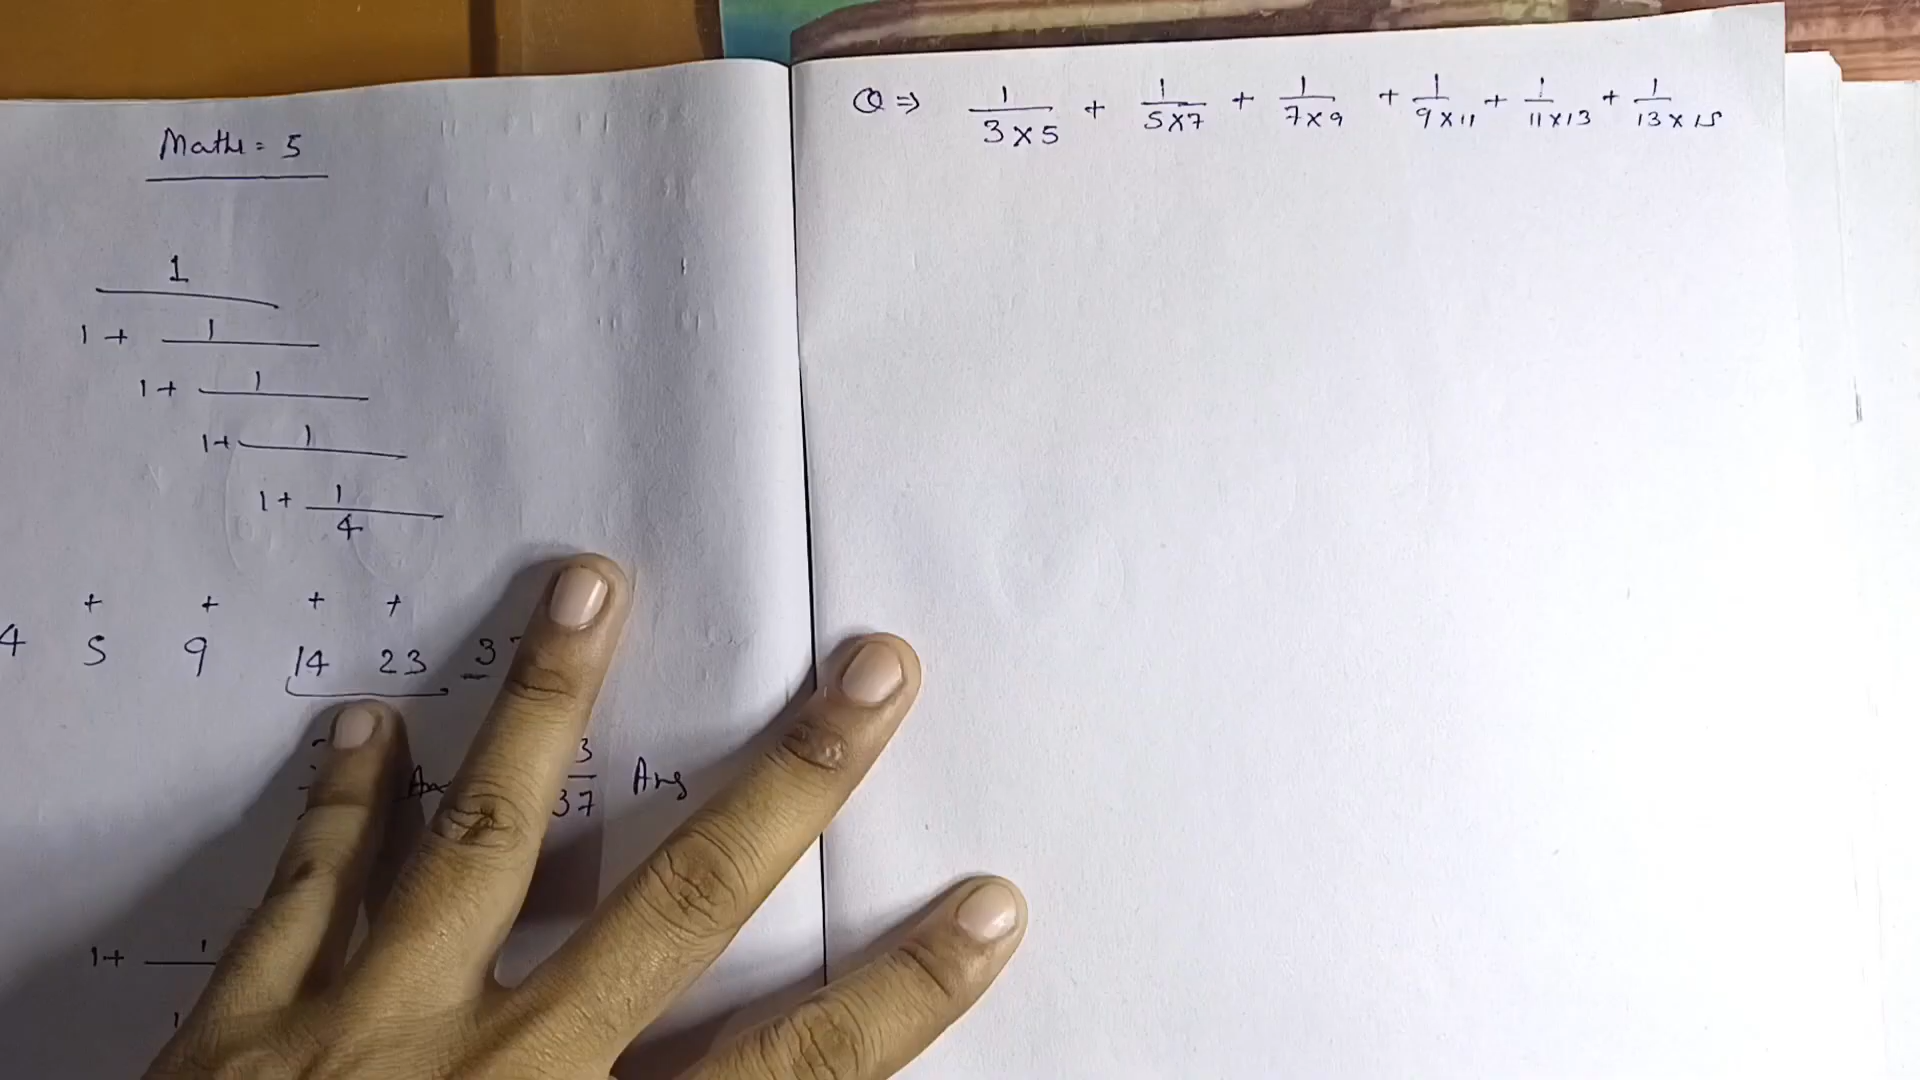 Maths = 5
1
1 + 1
1 + 1
1 + 1
1 + 1
4
+ + + +
4 5 9 14 23 3
3
37 Ans
1+ 1
1
Q ⇒ 1 + 1 + 1 + 1 + 1 + 1
3×5 5×7 7×9 9×11 11×13 13×15